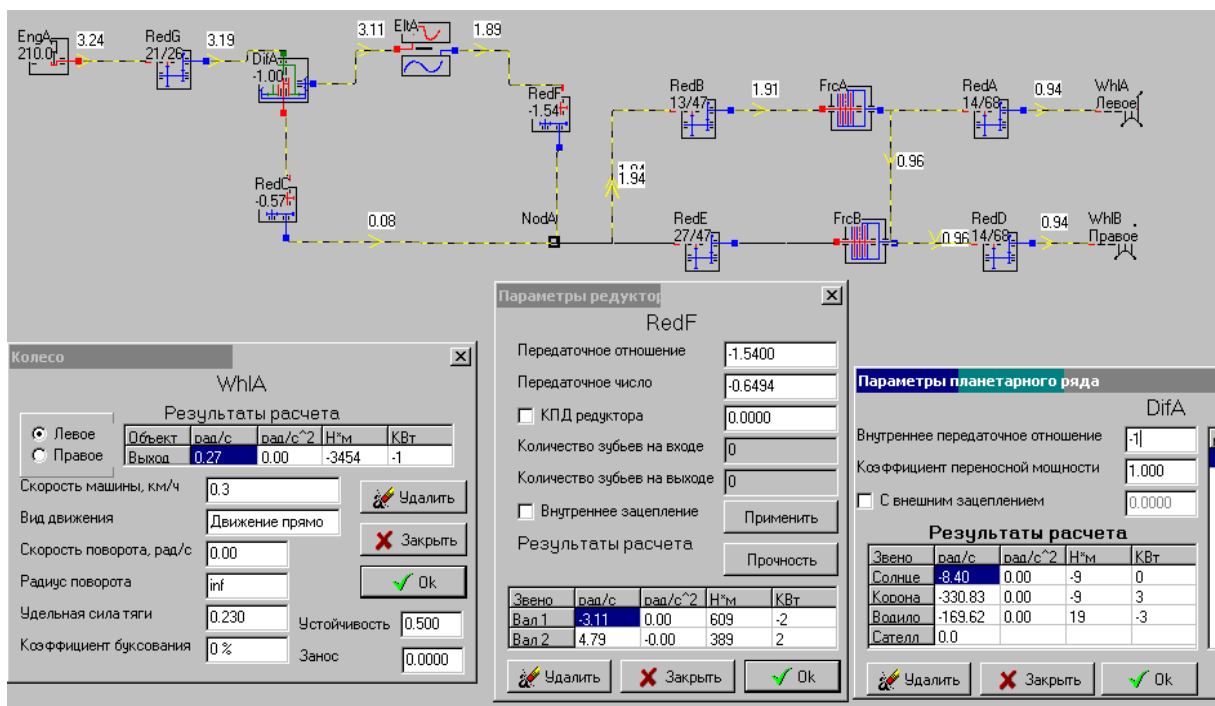 EngA
210.0
3.24
RedG
21/26
3.19
DifA
-1.00
3.11
EltA
1.89
RedF
-1.54
RedC
-0.57
0.08
NodA
1.94
RedB
13/47
1.91
FrcA
RedA
14/68
0.94
WhlA
Левое
0.96
RedE
27/47
FrcB
0.96
RedD
14/68
0.94
WhlB
Правое
Колесо
WhlA
Результаты расчета
Левое
Правое
Объект рад/с рад/с^2 Н*м КВт
Выход 0.27 0.00 -3454 -1
Скорость машины, км/ч 0.3
Удалить
Вид движения Движение прямо
Закрыть
Скорость поворота, рад/с 0.00
Радиус поворота inf
Ok
Удельная сила тяги 0.230
Устойчивость 0.500
Коэффициент буксования 0 %
Занос 0.0000
Параметры редуктор
RedF
Передаточное отношение -1.5400
Передаточное число -0.6494
КПД редуктора 0.0000
Количество зубьев на входе 0
Количество зубьев на выходе 0
Внутреннее зацепление
Применить
Результаты расчета
Прочность
Звено рад/с рад/с^2 Н*м КВт
Вал 1 -3.11 0.00 609 -2
Вал 2 4.79 -0.00 389 2
Удалить Закрыть Ok
Параметры планетарного ряда
DifA
Внутреннее передаточное отношение -1
Коэффициент переносной мощности 1.000
С внешним зацеплением 0.0000
Результаты расчета
Звено рад/с рад/с^2 Н*м КВт
Солнце -8.40 0.00 -9 0
Корона -330.83 0.00 -9 3
Водило -169.62 0.00 19 -3
Сателл 0.0
Удалить Закрыть Ok